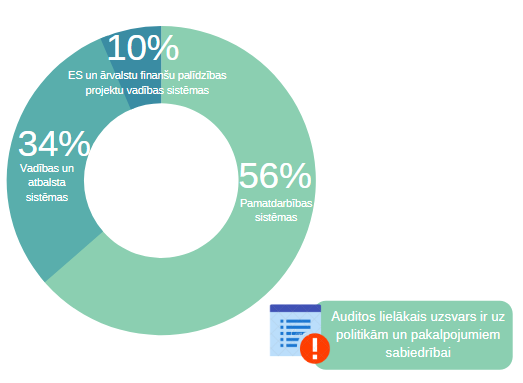 10%
ES un ārvalstu finanšu palīdzības
projektu vadības sistēmas
34%
Vadības un
atbalsta
sistēmas
56%
Pamatdarbības
sistēmas
Auditos lielākais uzsvars ir uz
politikām un pakalpojumiem
sabiedrībai